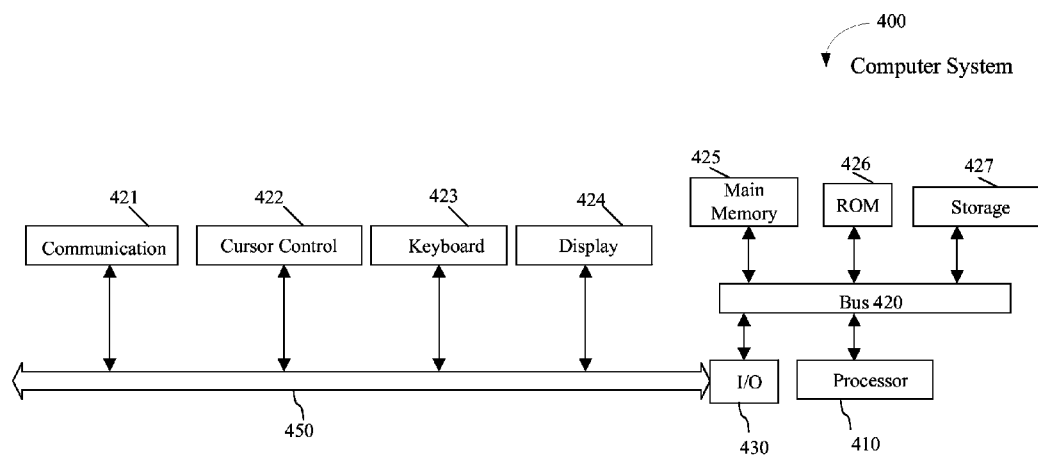 400
Computer System
425
426
427
Main
Memory
ROM
Storage
421
422
423
424
Communication
Cursor Control
Keyboard
Display
Bus 420
I/O
Processor
450
430
410